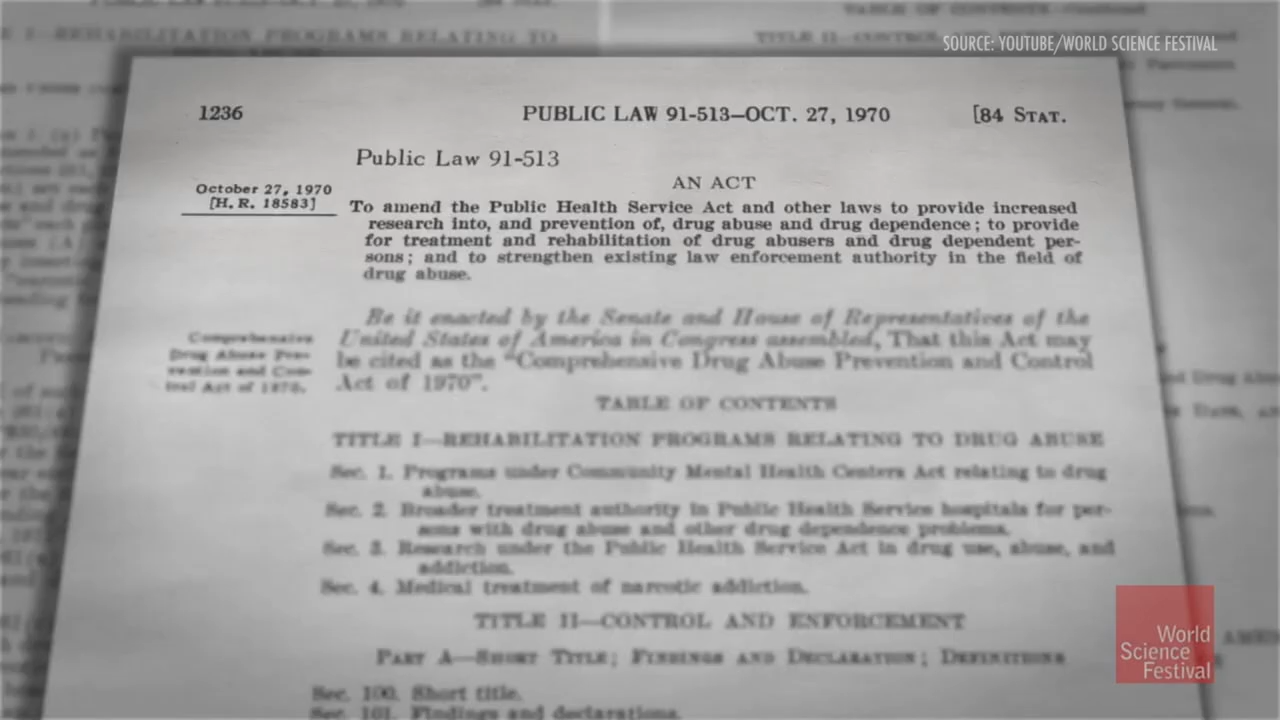 SOURCE: YOUTUBE/WORLD SCIENCE FESTIVAL
1236 PUBLIC LAW 91-513–OCT. 27, 1970 [84 STAT.
Public Law 91-513
AN ACT
October 27, 1970
[H. R. 18583]
To amend the Public Health Service Act and other laws to provide increased
research into, and prevention of, drug abuse and drug dependence; to provide
for treatment and rehabilitation of drug abusers and drug dependent per-
sons; and to strengthen existing law enforcement authority in the field of
drug abuse.
Be it enacted by the Senate and House of Representatives of the
United States of America in Congress assembled, That this Act may
be cited as the "Comprehensive Drug Abuse Prevention and Control
Act of 1970".
Comprehensive
Drug Abuse Pre-
vention and Con-
trol Act of 1970.
TABLE OF CONTENTS
TITLE I—REHABILITATION PROGRAMS RELATING TO DRUG ABUSE
Sec. 1. Programs under Community Mental Health Centers Act relating to drug
abuse.
Sec. 2. Broader treatment authority in Public Health Service hospitals for per-
sons with drug abuse and other drug dependence problems.
Sec. 3. Research under the Public Health Service Act in drug use, abuse, and
addiction.
Sec. 4. Medical treatment of narcotic addiction.
TITLE II—CONTROL AND ENFORCEMENT
PART A—SHORT TITLE; FINDINGS AND DECLARATION; DEFINITIONS
Sec. 100. Short title.
Sec. 101. Findings and declarations.
World
Science
Festival